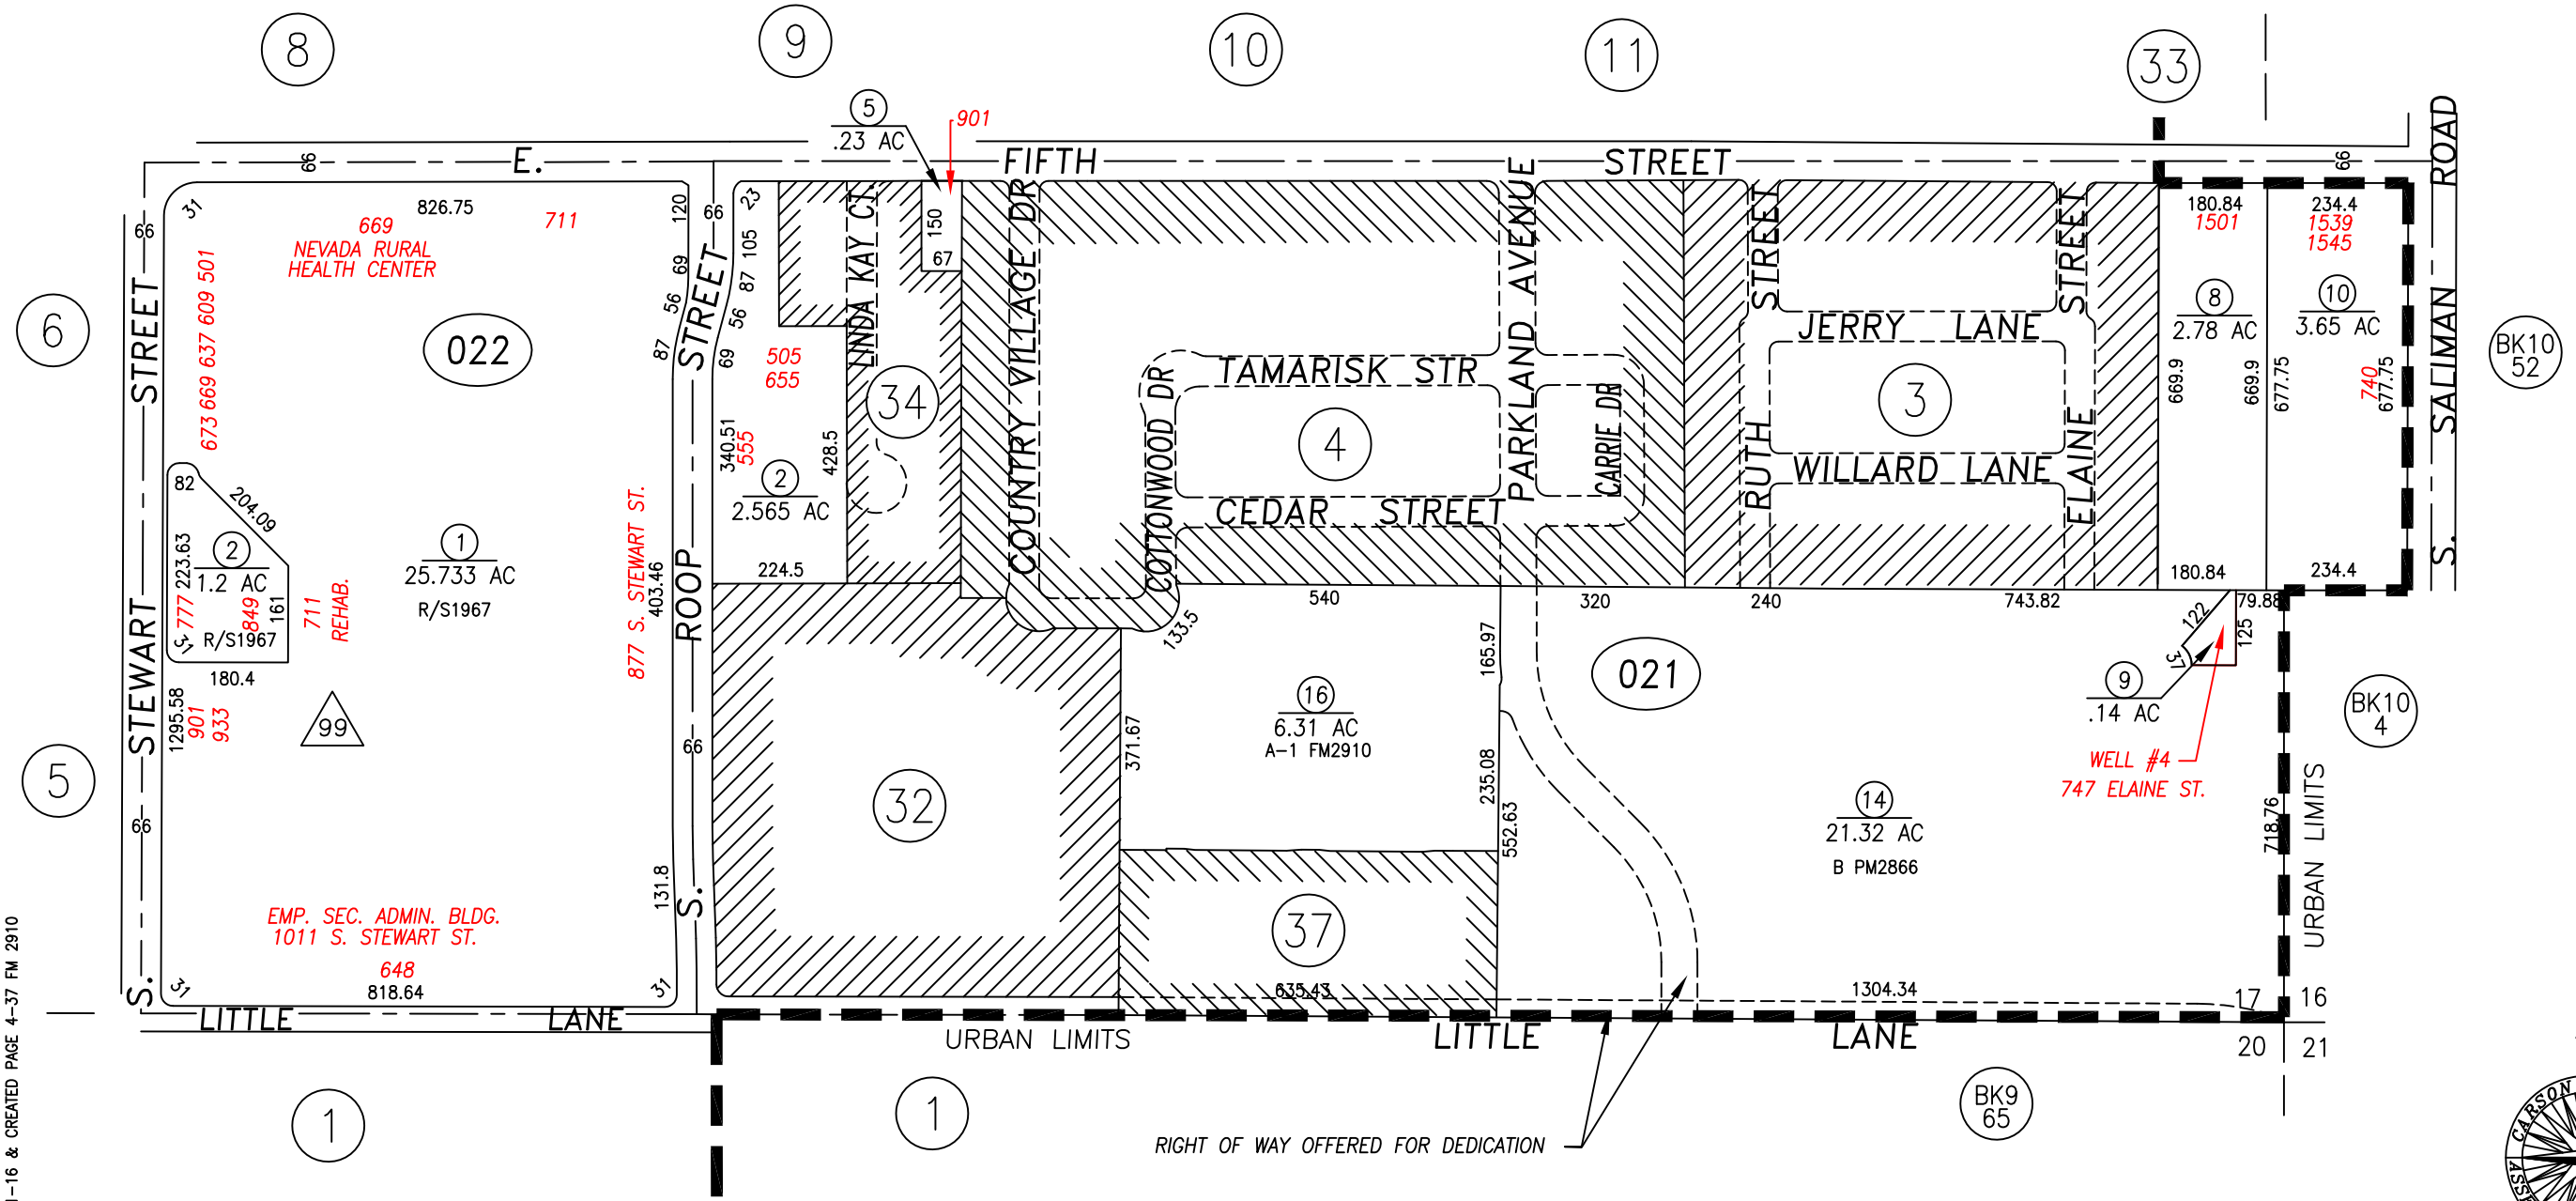 8
9
10
11
33
5
.23 AC
901
E.
FIFTH
STREET
66
66
S. SALIMAN ROAD
31
826.75
120
66
23
669
711
NEVADA RURAL
HEALTH CENTER
673 669 637 609 501
66
S. STEWART STREET
69
56
87
105
87
56
69
150
67
LINDA KAY CT.
COUNTRY VILLAGE DR
PARKLAND AVENUE
RUTH STREET
ELAINE STREET
180.84
1501
234.4
1539
1545
8
2.78 AC
10
3.65 AC
669.9
669.9
677.75
740
677.75
6
022
S. ROOP STREET
505
655
340.51
555
428.5
34
2
2.565 AC
224.5
JERRY LANE
TAMARISK STR
COTTONWOOD DR
CARRIE DR
4
3
WILLARD LANE
CEDAR STREET
BK10
52
82
204.09
223.63
777
2
1.2 AC
849
161
R/S1967
31
180.4
1
25.733 AC
R/S1967
711
REHAB.
877 S. STEWART ST.
403.46
180.84
234.4
540
320
240
743.82
79.88
133.5
165.97
122
125
37
021
9
.14 AC
WELL #4
747 ELAINE ST.
BK10
4
1295.58
901
933
99
66
5
66
16
6.31 AC
A-1 FM2910
371.67
235.08
552.63
32
14
21.32 AC
B PM2866
718.76
URBAN LIMITS
131.8
EMP. SEC. ADMIN. BLDG.
1011 S. STEWART ST.
648
31
818.64
31
37
635.43
1304.34
17
16
LITTLE
LANE
URBAN LIMITS
LITTLE
LANE
20
21
1
1
BK9
65
RIGHT OF WAY OFFERED FOR DEDICATION
-16 & CREATED PAGE 4-37 FM 2910
CARSON
ASS